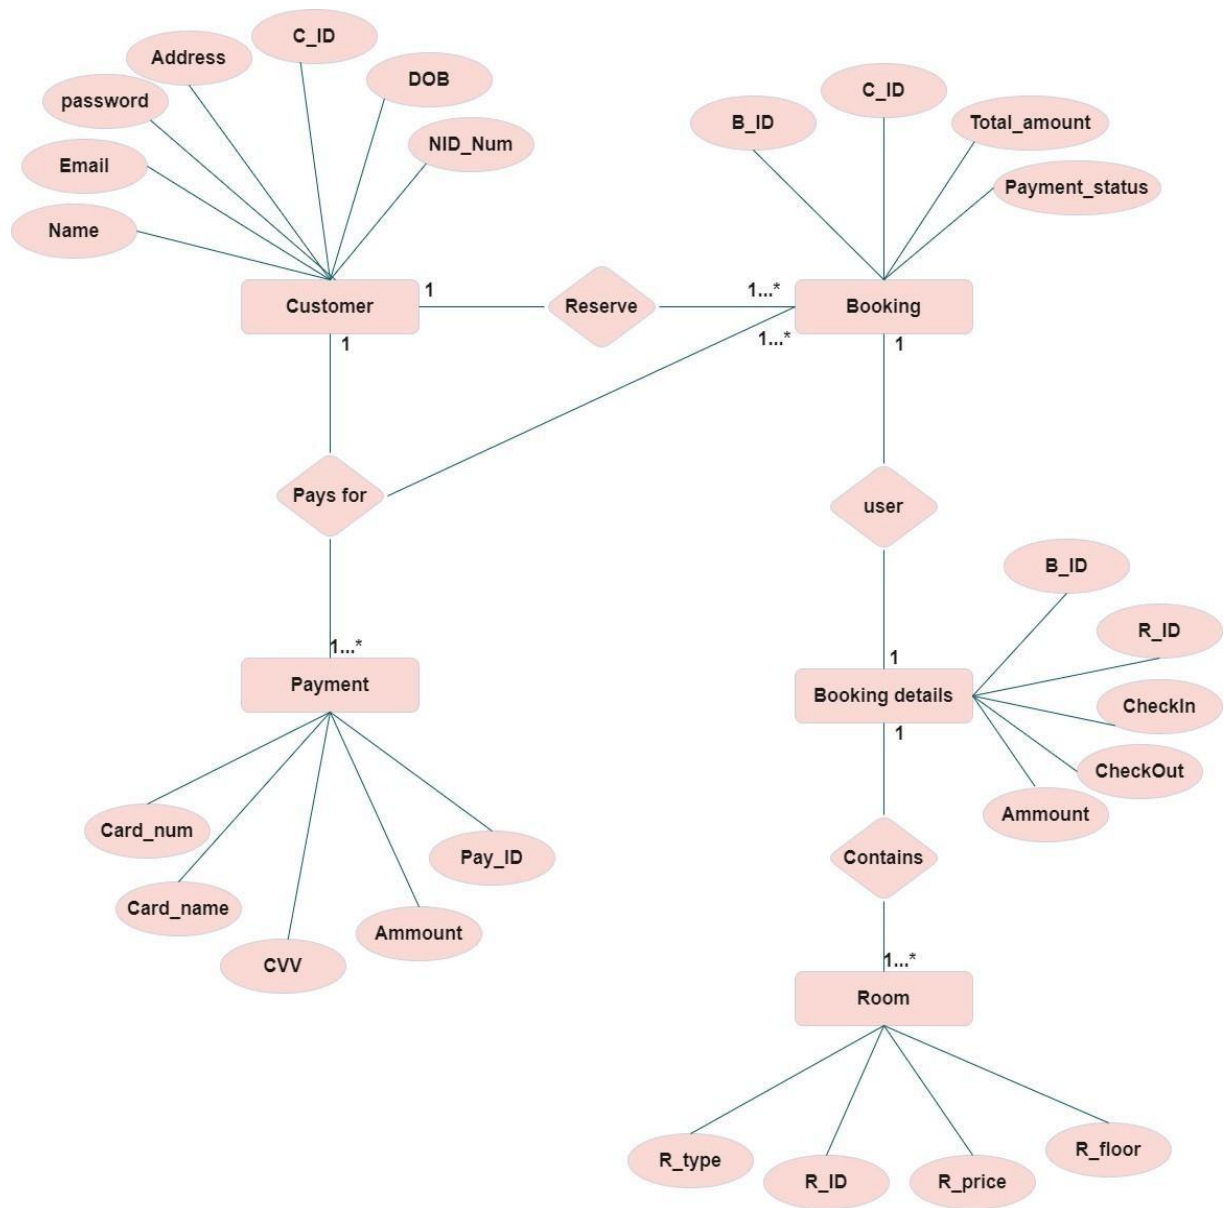 C_ID
Address
DOB
password
NID_Num
Email
Name
C_ID
B_ID
Total_amount
Payment_status
Customer
1
Reserve
1...*
Booking
1
1...*
1
Pays for
user
B_ID
R_ID
1...*
1
Payment
Booking details
CheckIn
1
CheckOut
Ammount
Card_num
Pay_ID
Contains
Card_name
Ammount
CVV
1...*
Room
R_type
R_ID
R_price
R_floor